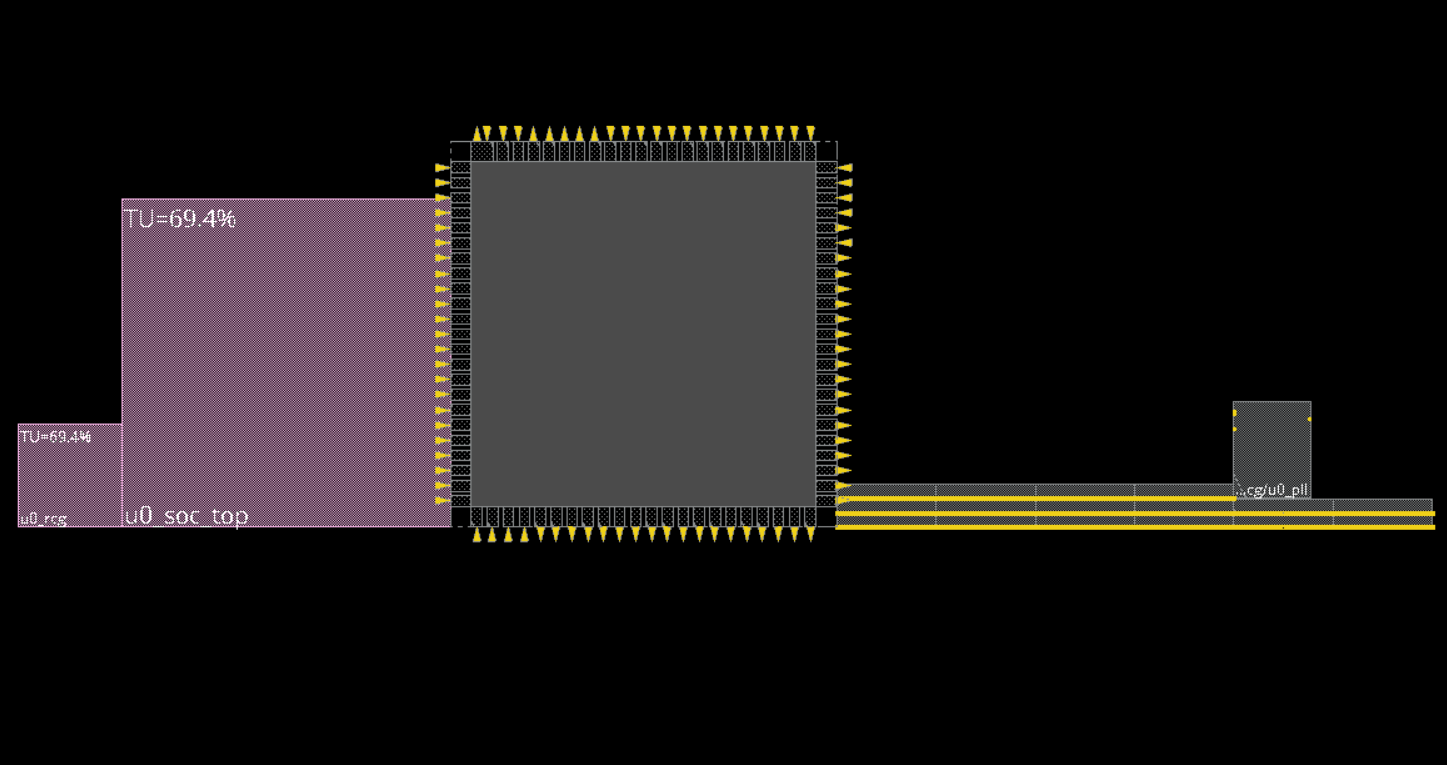 TU=69.4%
TU=69.4%
u0_rcg
u0_soc_top
...cg/u0_pll